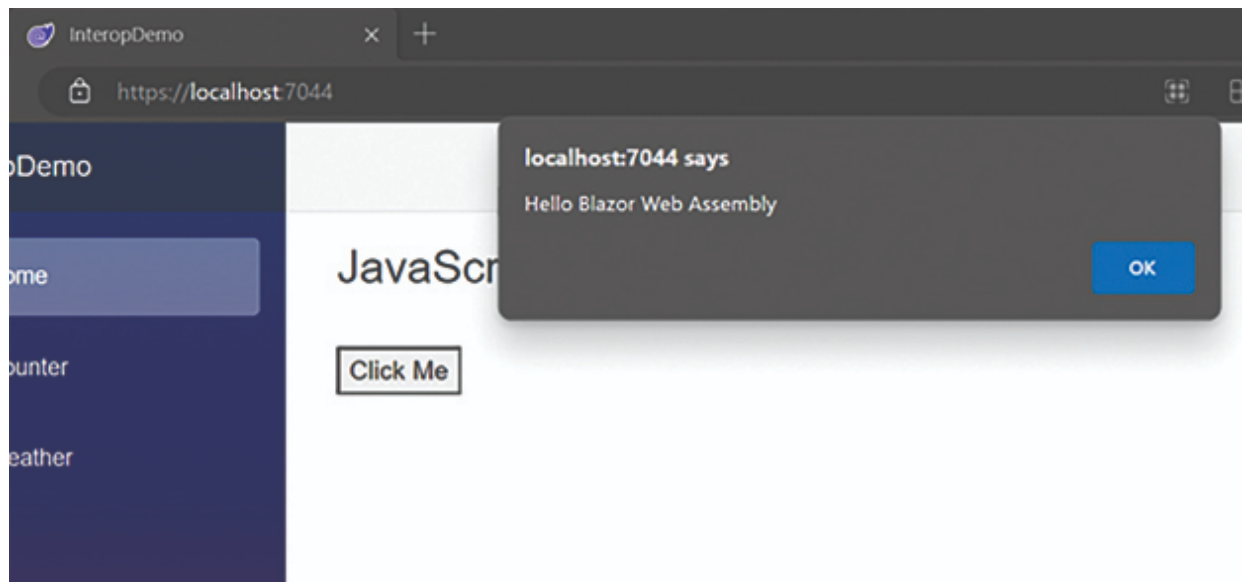 InteropDemo
https://localhost:7044
pDemo
localhost:7044 says
Hello Blazor Web Assembly
OK
ome
JavaScr
Click Me
ounter
eather